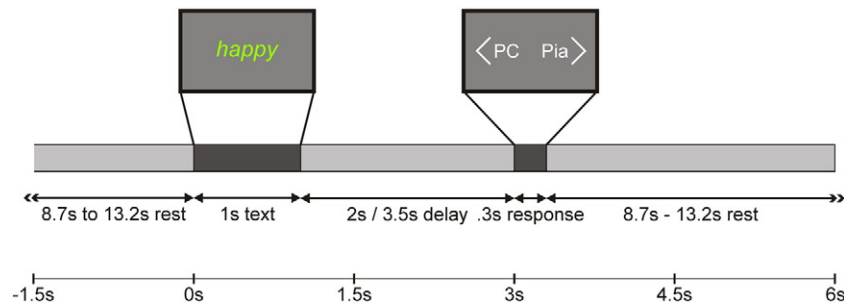 happy
<PC Pia>
8.7s to 13.2s rest 1s text 2s / 3.5s delay .3s response 8.7s - 13.2s rest
-1.5s 0s 1.5s 3s 4.5s 6s